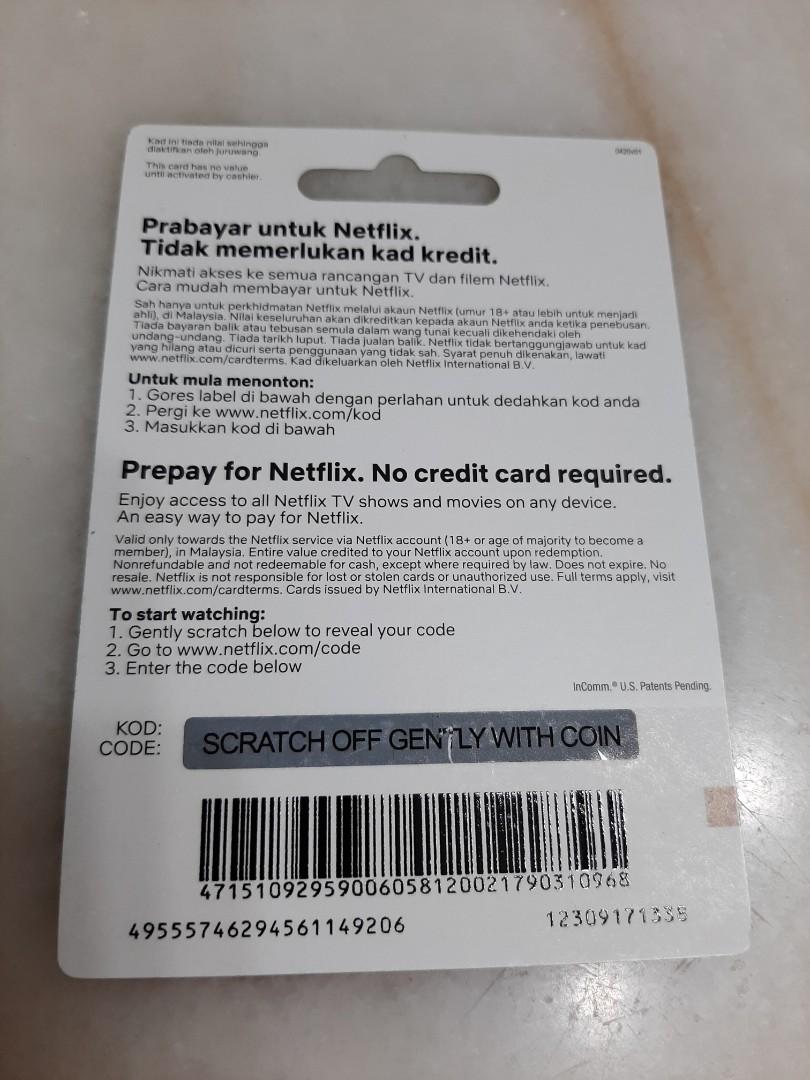 Kad ini tiada nilai sehingga
diaktifkan oleh juruwang.
This card has no value
until activated by cashier.
Prabayar untuk Netflix.
Tidak memerlukan kad kredit.
Nikmati akses ke semua rancangan TV dan filem Netflix.
Cara mudah membayar untuk Netflix.
Sah hanya untuk perkhidmatan Netflix melalui akaun Netflix (umur 18+ atau lebih untuk menjadi
ahli), di Malaysia. Nilai keseluruhan akan dikreditkan kepada akaun Netflix anda ketika penebusan.
Tiada bayaran balik atau tebusan semula dalam wang tunai kecuali dikehendaki oleh
undang-undang. Tiada tarikh luput. Tiada jualan balik. Netflix tidak bertanggungjawab untuk kad
yang hilang atau dicuri serta penggunaan yang tidak sah. Syarat penuh dikenakan, lawati
www.netflix.com/cardterms. Kad dikeluarkan oleh Netflix International B.V.
Untuk mula menonton:
1. Gores label di bawah dengan perlahan untuk dedahkan kod anda
2. Pergi ke www.netflix.com/kod
3. Masukkan kod di bawah
Prepay for Netflix. No credit card required.
Enjoy access to all Netflix TV shows and movies on any device.
An easy way to pay for Netflix.
Valid only towards the Netflix service via Netflix account (18+ or age of majority to become a
member), in Malaysia. Entire value credited to your Netflix account upon redemption.
Nonrefundable and not redeemable for cash, except where required by law. Does not expire. No
resale. Netflix is not responsible for lost or stolen cards or unauthorized use. Full terms apply, visit
www.netflix.com/cardterms. Cards issued by Netflix International B.V.
To start watching:
1. Gently scratch below to reveal your code
2. Go to www.netflix.com/code
3. Enter the code below
InComm.® U.S. Patents Pending.
KOD:
CODE:
SCRATCH OFF GENTLY WITH COIN
47151092959006058120021790310968
49555746294561149206
12309171335